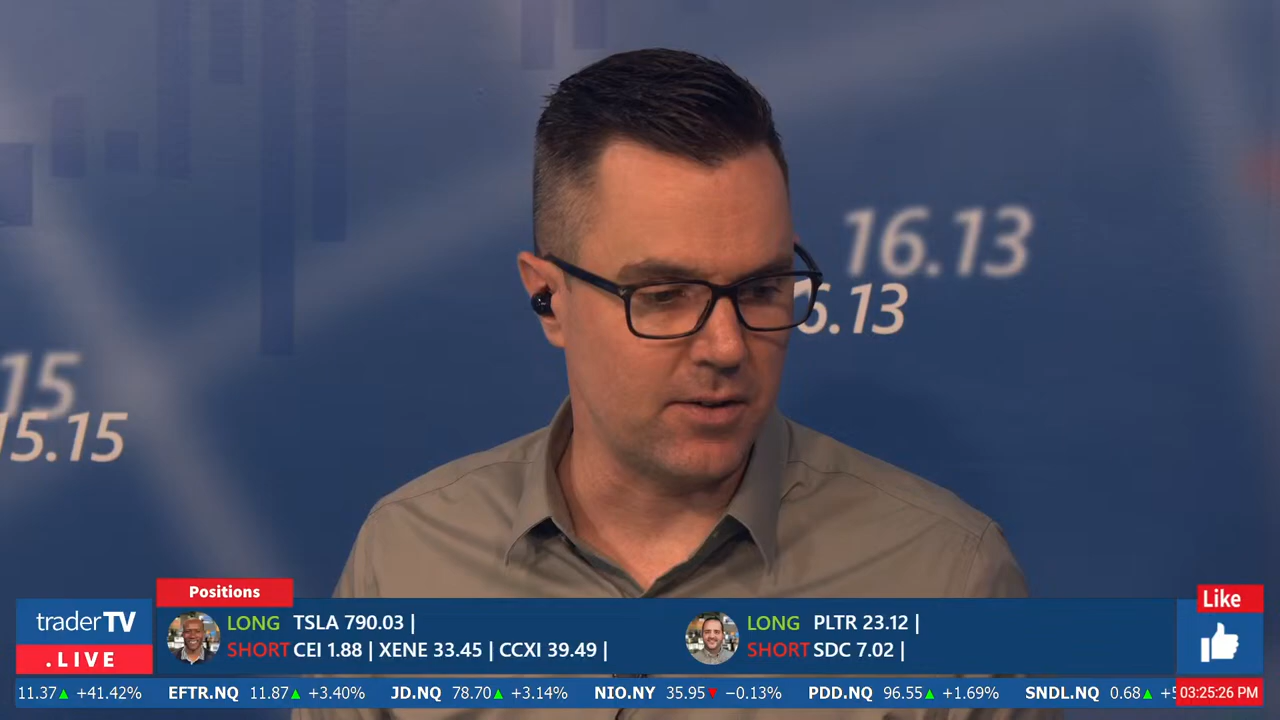 16.13
6.13
15
15.15
Positions
Like
traderTV
.LIVE
LONG TSLA 790.03 |
SHORT CEI 1.88 | XENE 33.45 | CCXI 39.49 |
LONG PLTR 23.12 |
SHORT SDC 7.02 |
11.37▲ +41.42% EFTR.NQ 11.87▲ +3.40% JD.NQ 78.70▲ +3.14% NIO.NY 35.95▼ −0.13% PDD.NQ 96.55▲ +1.69% SNDL.NQ 0.68▲ 03:25:26 PM